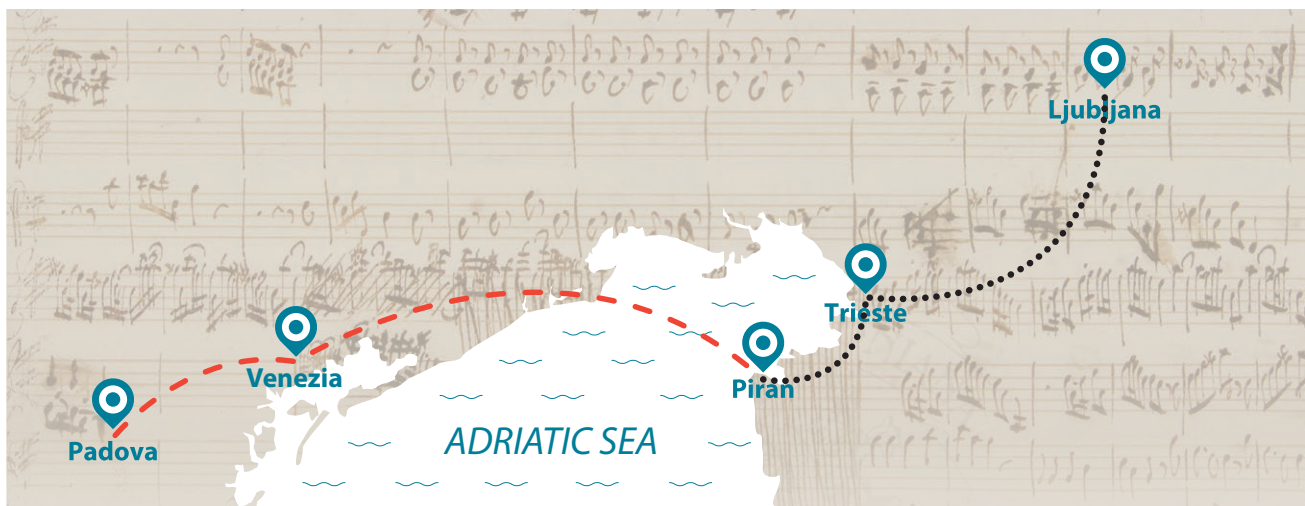 Ljubljana
Trieste
Venezia
Piran
Padova
ADRIATIC SEA